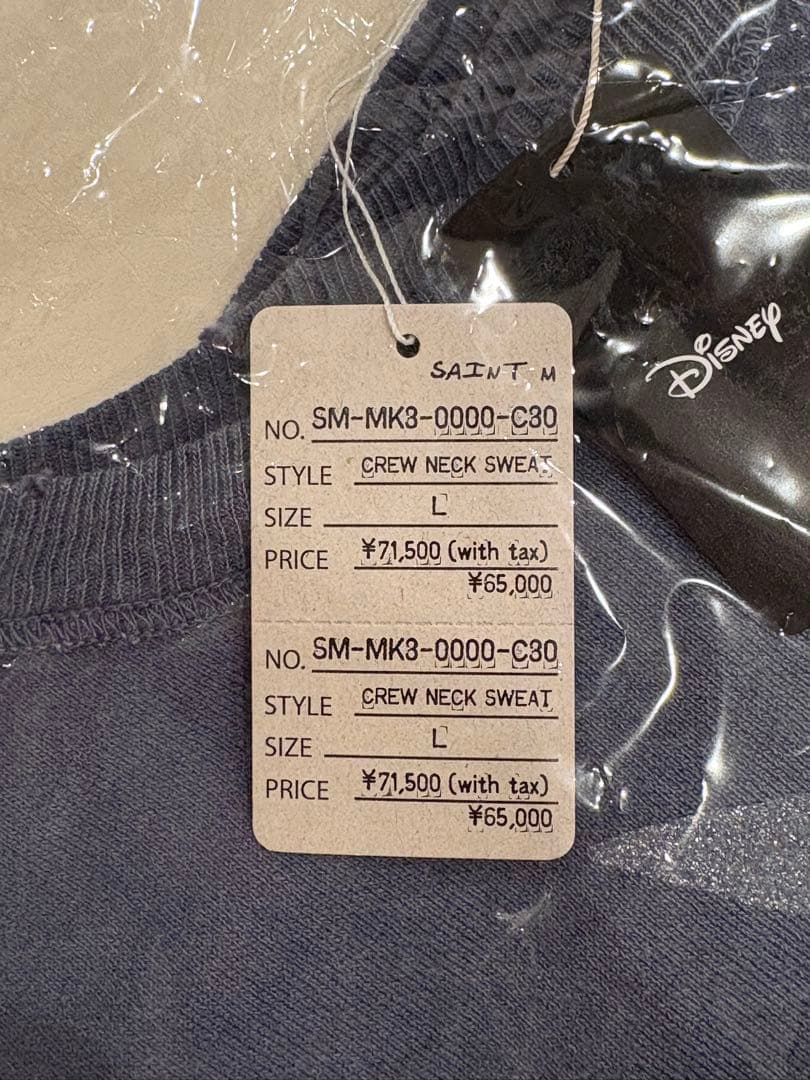 SAINT M
NO. SM-MK3-0000-C30
STYLE CREW NECK SWEAT
SIZE L
PRICE ¥71,500 (with tax)
¥65,000
NO. SM-MK3-0000-C30
STYLE CREW NECK SWEAT
SIZE L
PRICE ¥71,500 (with tax)
¥65,000
DISNEY